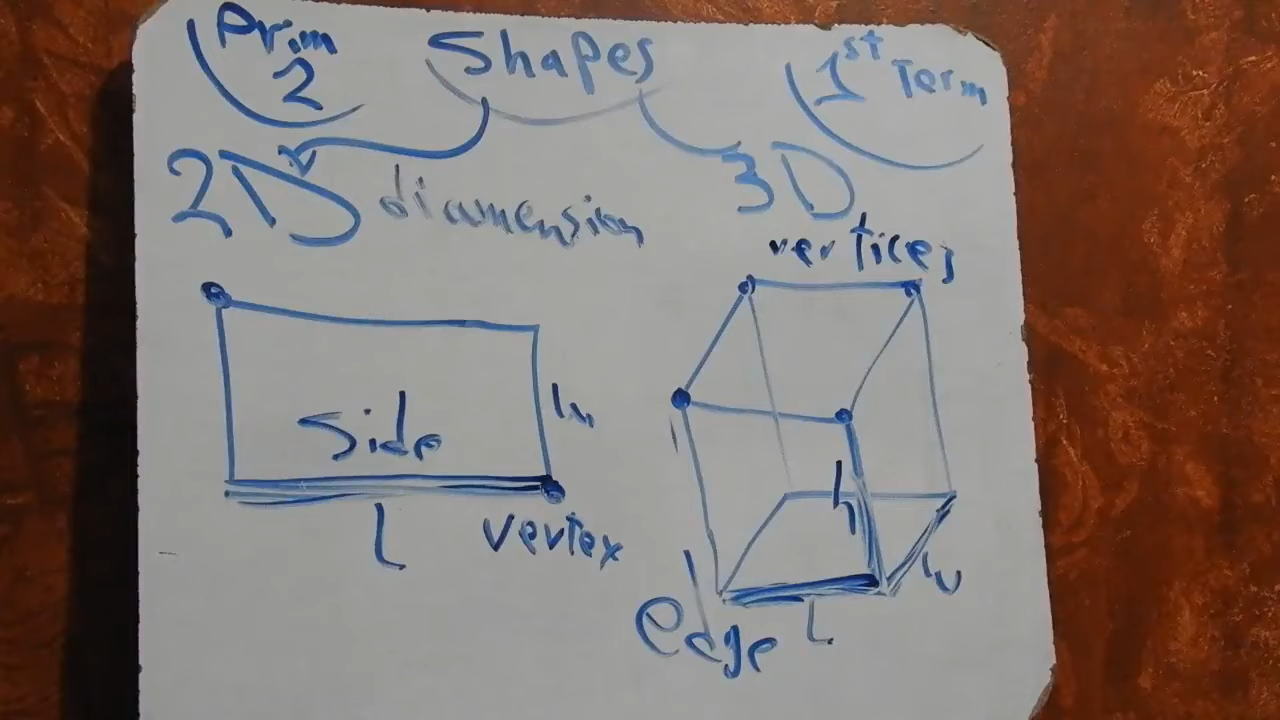 Prim 2
Shapes
1st Term
2D diamension
3D
vertices
Side
w
L
vertex
h
w
L
edge